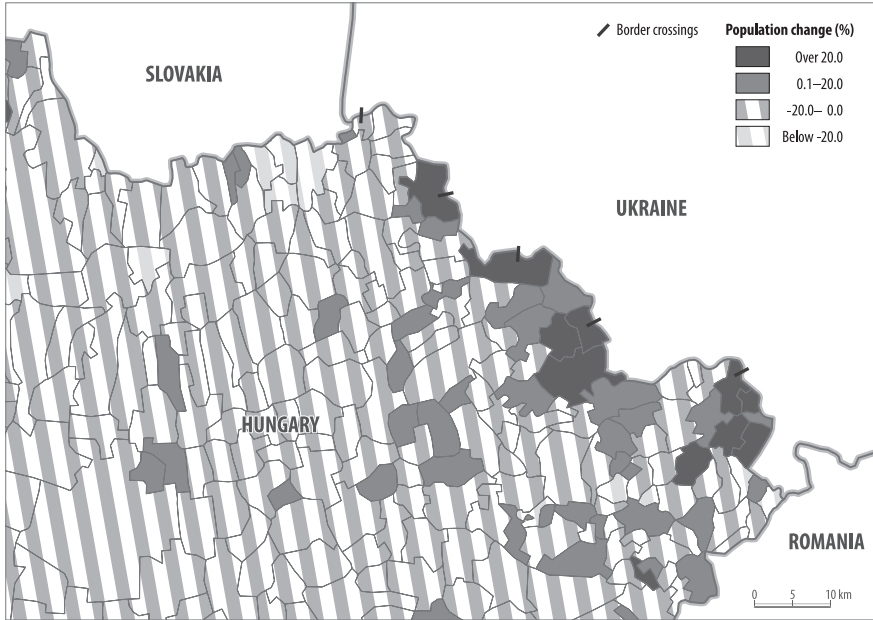 Border crossings
Population change (%)
Over 20.0
0.1–20.0
-20.0– 0.0
Below -20.0
SLOVAKIA
UKRAINE
HUNGARY
ROMANIA
0 5 10 km